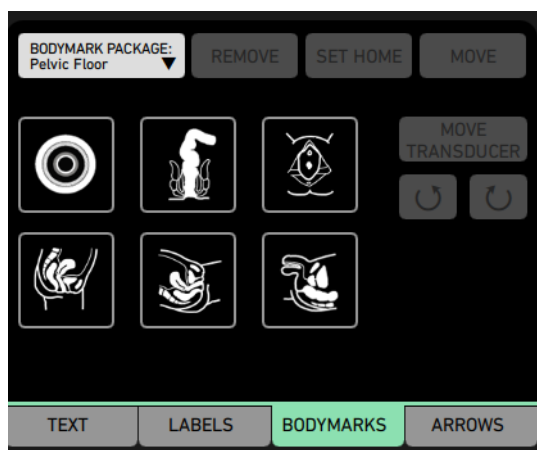 BODYMARK PACKAGE:
Pelvic Floor
REMOVE
SET HOME
MOVE
MOVE
TRANSDUCER
TEXT
LABELS
BODYMARKS
ARROWS